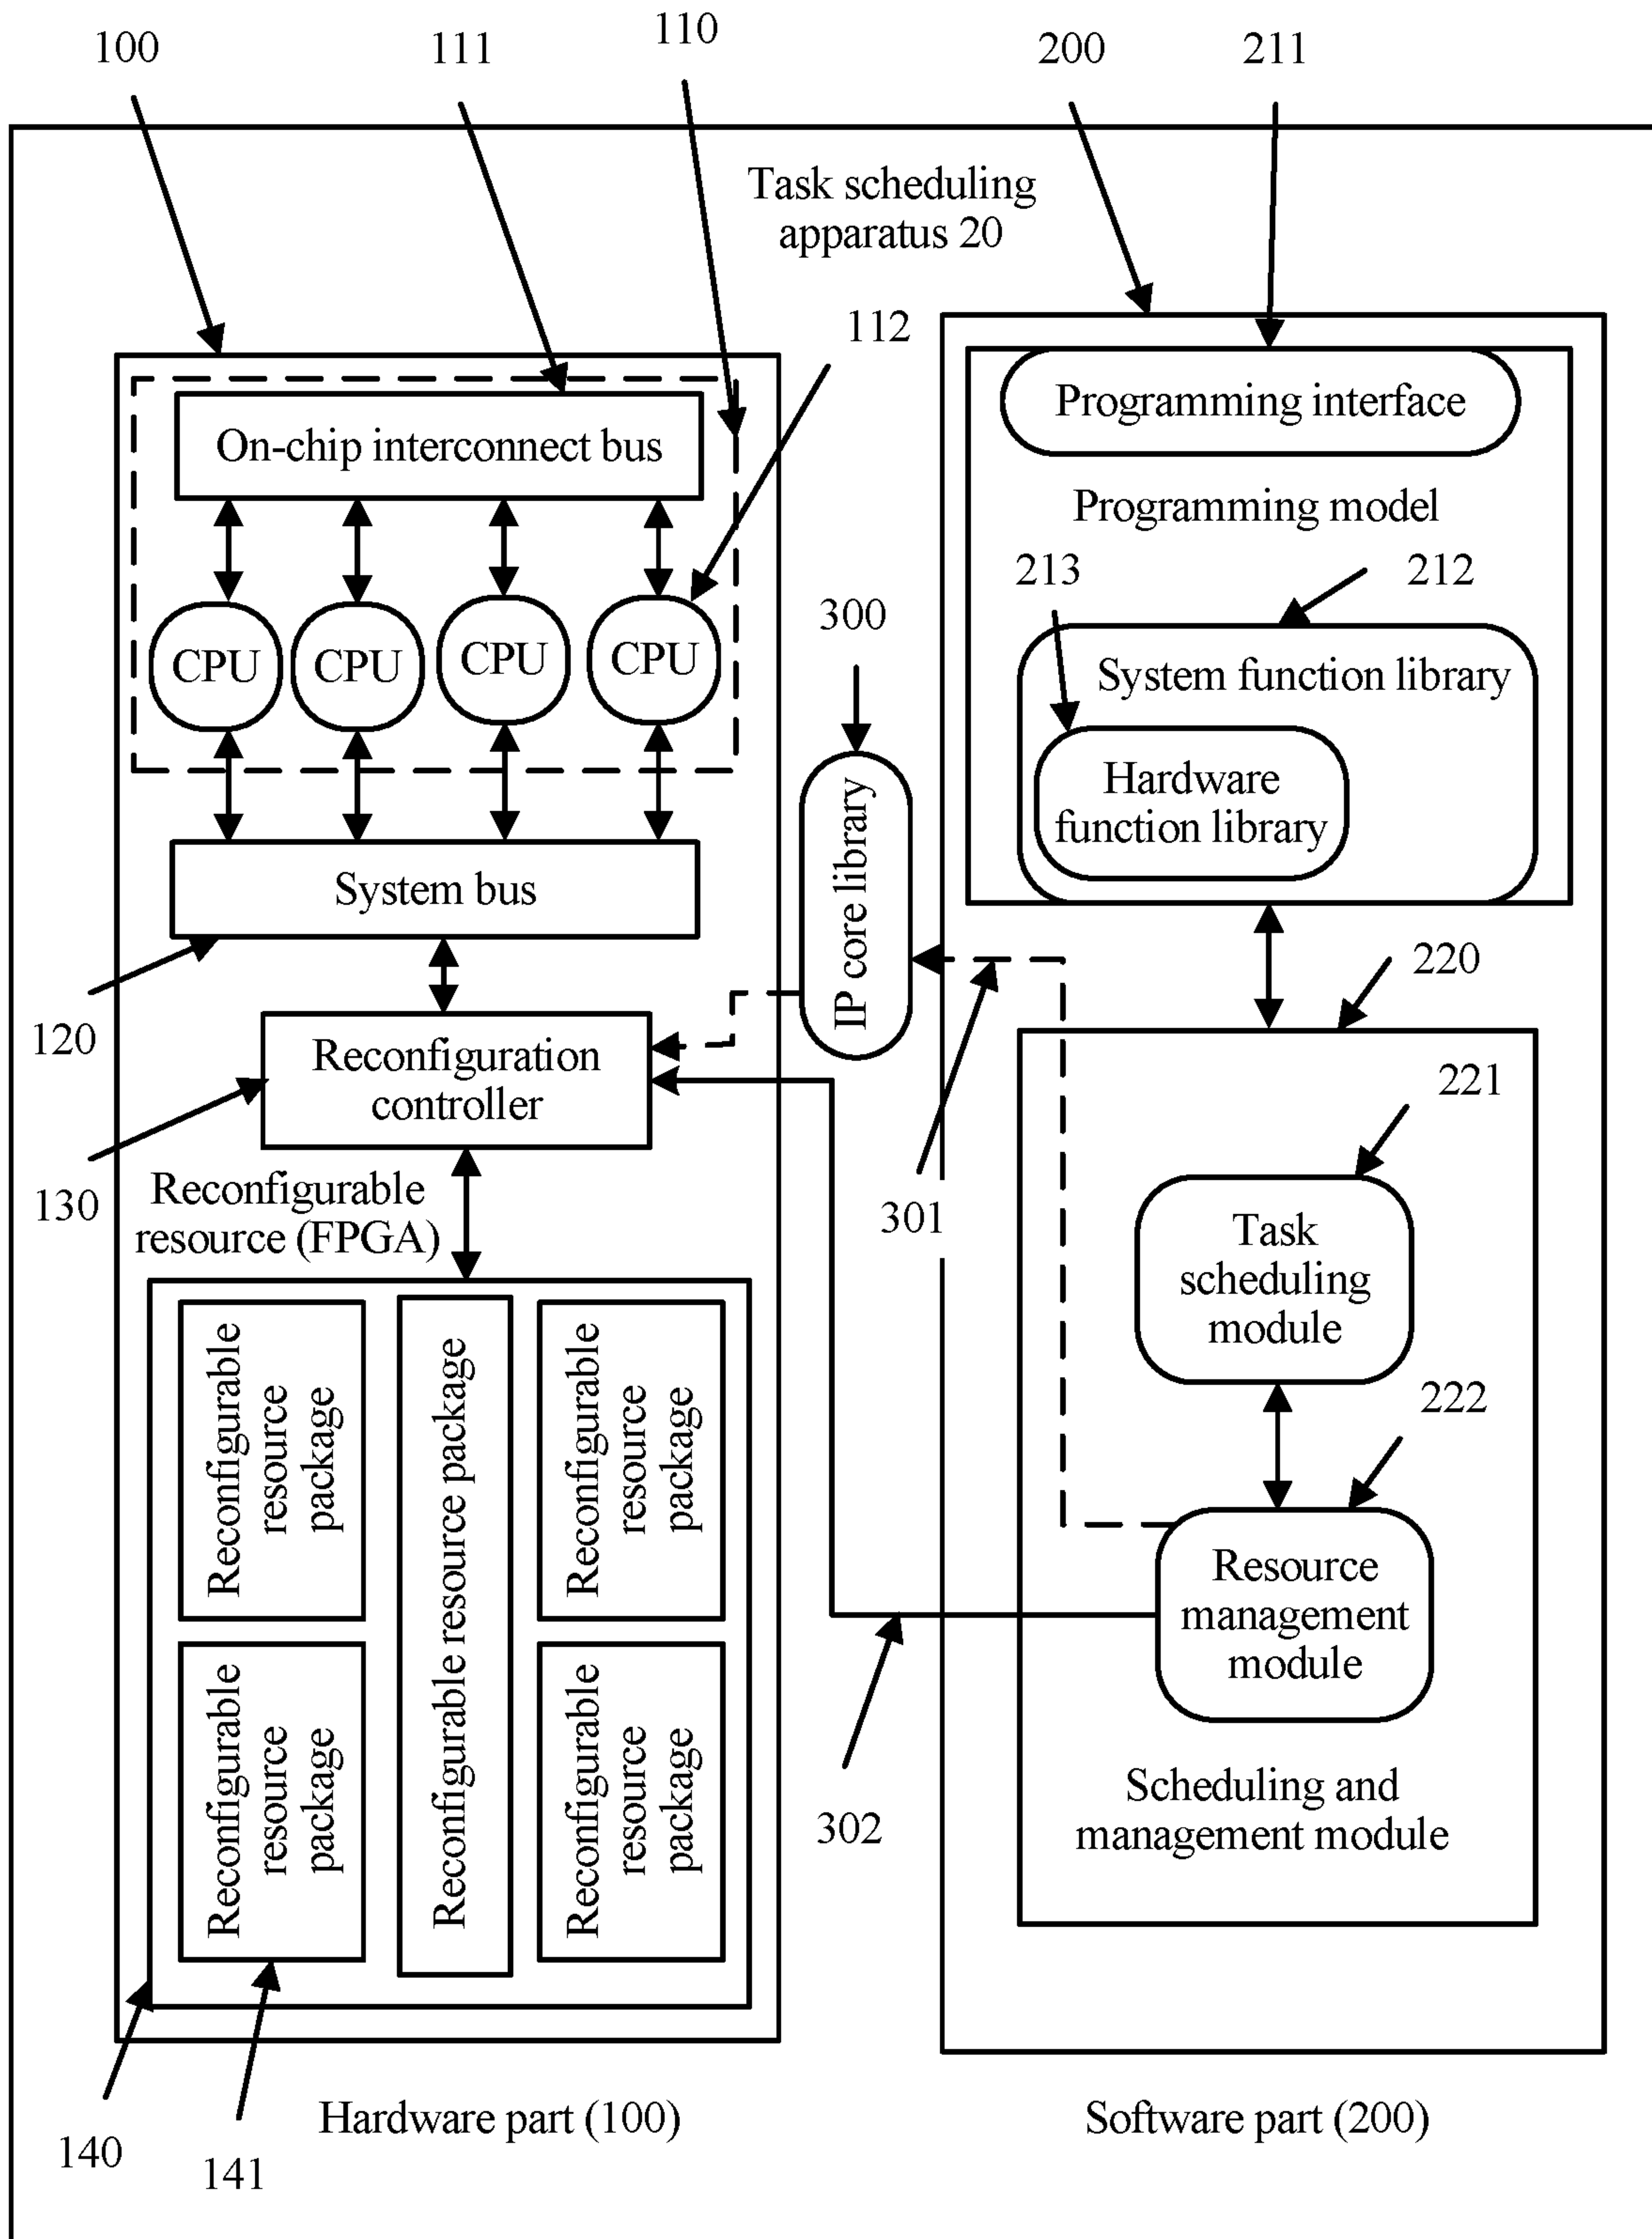 100
111
110
200
211
Task scheduling
apparatus 20
112
On-chip interconnect bus
CPU
CPU
CPU
CPU
System bus
120
Reconfiguration
controller
130
Reconfigurable
resource (FPGA)
Reconfigurable
resource
package
Reconfigurable
resource
package
Reconfigurable resource package
Reconfigurable
resource
package
Reconfigurable
resource
package
140
141
Hardware part (100)
300
IP core library
301
302
Programming interface
Programming model
213
212
System function library
Hardware
function library
220
221
Task
scheduling
module
222
Resource
management
module
Scheduling and
management module
Software part (200)